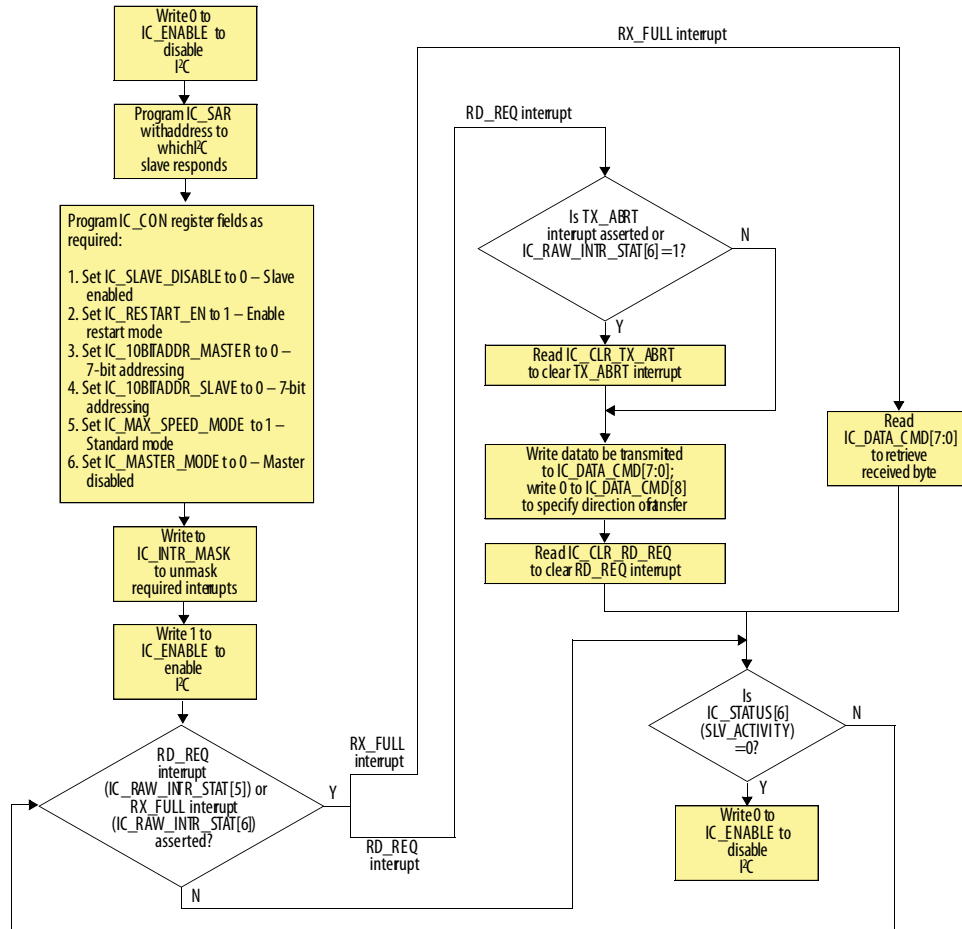 Write 0 to
IC_ENABLE to
disable
I²C
Program IC_SAR
withaddress to
whichI²C
slave responds
Program IC_CON register fields as
required:
1. Set IC_SLAVE_DISABLE to 0 – Slave
enabled
2. Set IC_RESTART_EN to 1 – Enable
restart mode
3. Set IC_10BITADDR_MASTER to 0 –
7-bit addressing
4. Set IC_10BITADDR_SLAVE to 0 – 7-bit
addressing
5. Set IC_MAX_SPEED_MODE to 1 –
Standard mode
6. Set IC_MASTER_MODE to 0 – Master
disabled
Write to
IC_INTR_MASK
to unmask
required interrupts
Write 1 to
IC_ENABLE to
enable
I²C
RD_REQ
interrupt
(IC_RAW_INTR_STAT[5]) or
RX_FULL interrupt
(IC_RAW_INTR_STAT[6])
asserted?
Y
N
RX_FULL
interrupt
RD_REQ
interrupt
RX_FULL interrupt
RD_REQ interrupt
Is TX_ABRT
interrupt asserted or
IC_RAW_INTR_STAT[6]=1?
N
Y
Read IC_CLR_TX_ABRT
to clear TX_ABRT interrupt
Write data to be transmitted
to IC_DATA_CMD[7:0];
write 0 to IC_DATA_CMD[8]
to specify direction of transfer
Read IC_CLR_RD_REQ
to clear RD_REQ interrupt
Read
IC_DATA_CMD[7:0]
to retrieve
received byte
Is
IC_STATUS[6]
(SLV_ACTIVITY)
=0?
N
Y
Write 0 to
IC_ENABLE to
disable
I²C